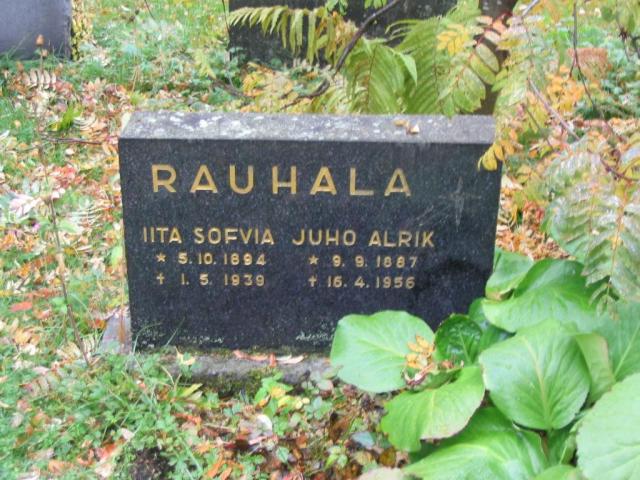 RAUHALA
IITA SOFVIA JUHO ALRIK
* 5.10.1894 * 9.9.1887
+ 1.5.1939 + 16.4.1956